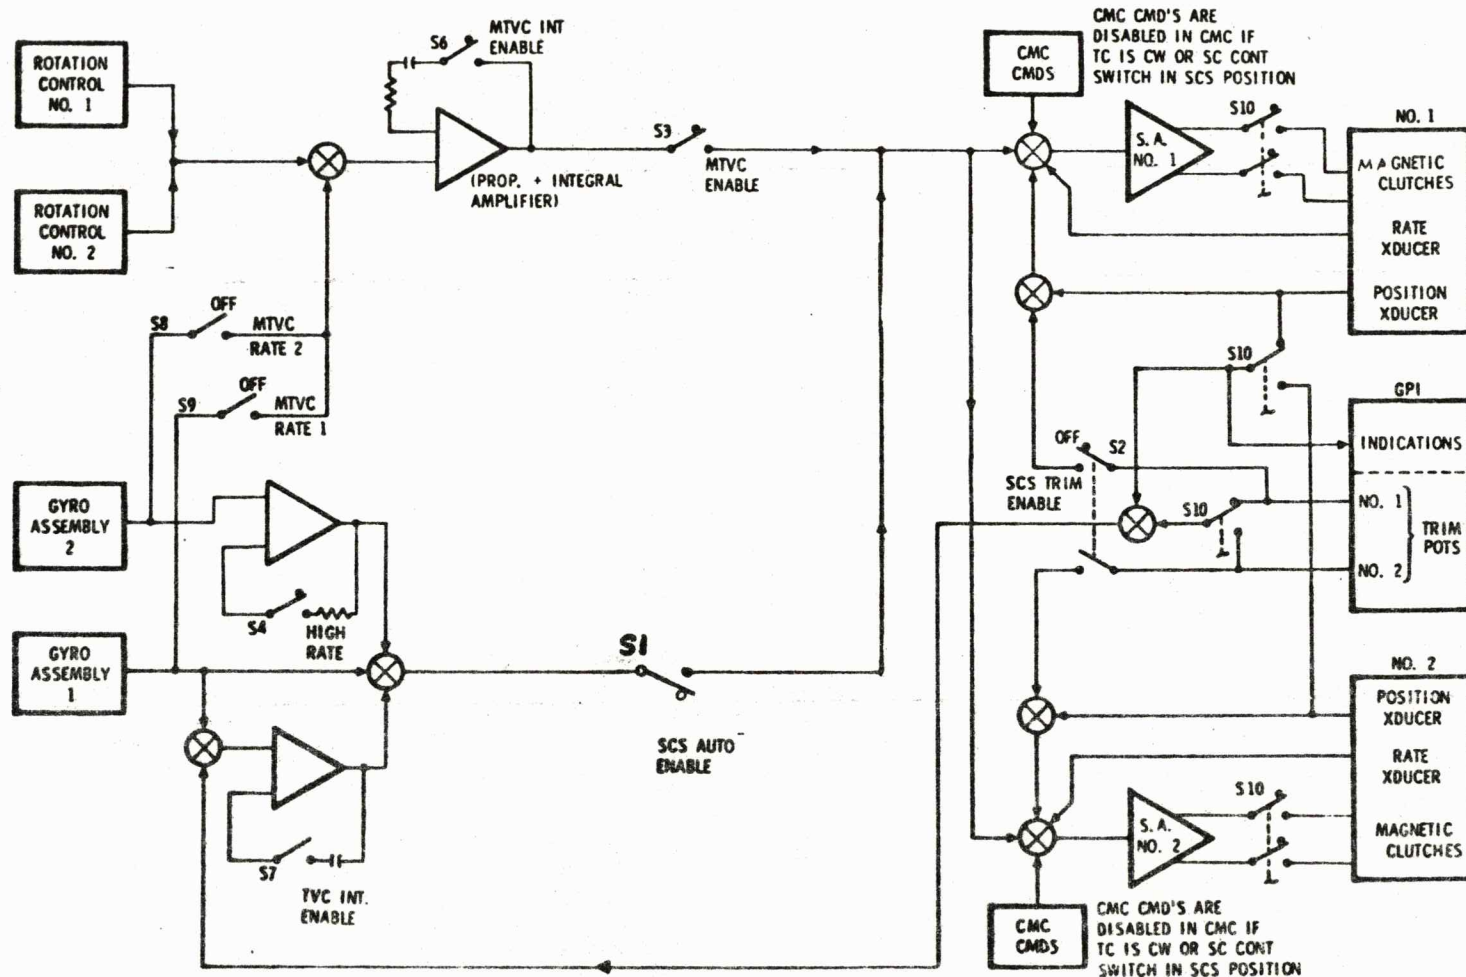 CMC CMD'S ARE
DISABLED IN CMC IF
TC IS CW OR SC CONT
SWITCH IN SCS POSITION
CMC
CMDS
ROTATION
CONTROL
NO. 1
ROTATION
CONTROL
NO. 2
S6
MTVC INT
ENABLE
(PROP. + INTEGRAL
AMPLIFIER)
S3
MTVC
ENABLE
S. A.
NO. 1
S10
NO. 1
MAGNETIC
CLUTCHES
RATE
XDUCER
POSITION
XDUCER
S8
OFF
MTVC
RATE 2
S9
OFF
MTVC
RATE 1
S10
GPI
INDICATIONS
NO. 1
NO. 2
TRIM
POTS
OFF
S2
SCS TRIM
ENABLE
S10
GYRO
ASSEMBLY
2
S4
HIGH
RATE
GYRO
ASSEMBLY
1
S1
SCS AUTO
ENABLE
S7
TVC INT.
ENABLE
NO. 2
POSITION
XDUCER
RATE
XDUCER
MAGNETIC
CLUTCHES
S. A.
NO. 2
S10
CMC
CMDS
CMC CMD'S ARE
DISABLED IN CMC IF
TC IS CW OR SC CONT
SWITCH IN SCS POSITION